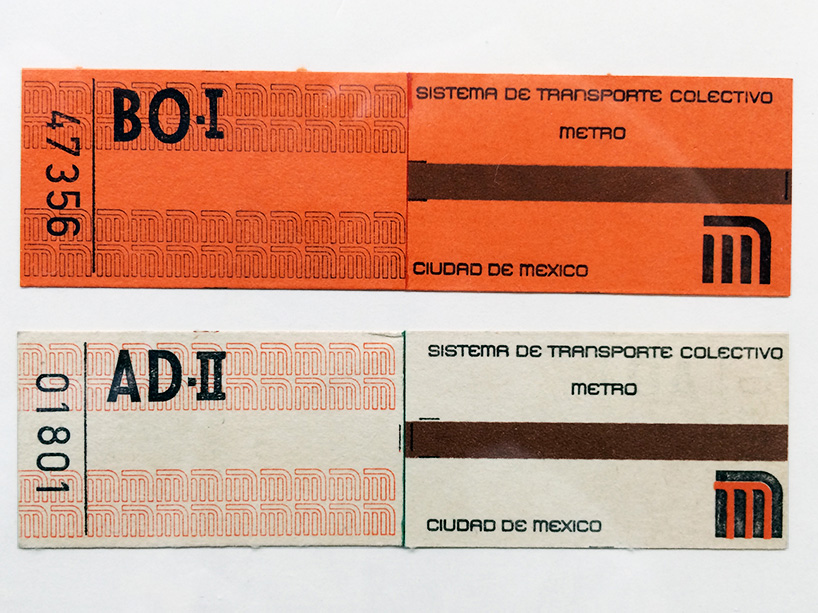 47356
BO·I
SISTEMA DE TRANSPORTE COLECTIVO
METRO
CIUDAD DE MEXICO
01801
AD·II
SISTEMA DE TRANSPORTE COLECTIVO
METRO
CIUDAD DE MEXICO